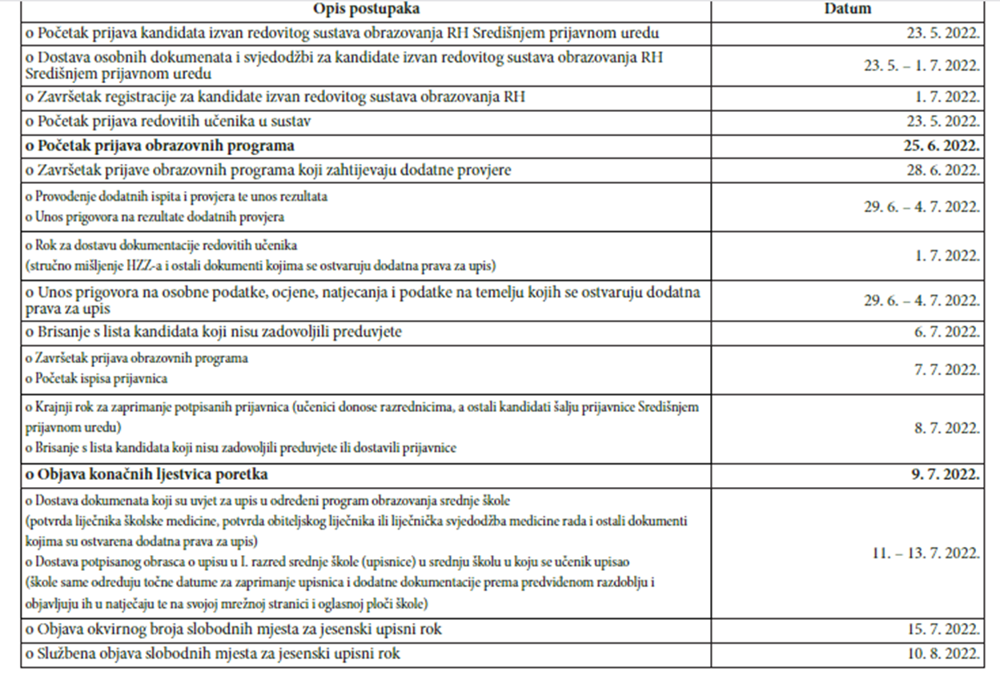 Opis postupaka Datum
o Početak prijava kandidata izvan redovitog sustava obrazovanja RH Središnjem prijavnom uredu 23. 5. 2022.
o Dostava osobnih dokumenata i svjedodžbi za kandidate izvan redovitog sustava obrazovanja RH
Središnjem prijavnom uredu 23. 5. – 1. 7. 2022.
o Završetak registracije za kandidate izvan redovitog sustava obrazovanja RH 1. 7. 2022.
o Početak prijava redovitih učenika u sustav 23. 5. 2022.
o Početak prijava obrazovnih programa 25. 6. 2022.
o Završetak prijave obrazovnih programa koji zahtijevaju dodatne provjere 28. 6. 2022.
o Provođenje dodatnih ispita i provjera te unos rezultata
o Unos prigovora na rezultate dodatnih provjera 29. 6. – 4. 7. 2022.
o Rok za dostavu dokumentacije redovitih učenika
(stručno mišljenje HZZ-a i ostali dokumenti kojima se ostvaruju dodatna prava za upis) 1. 7. 2022.
o Unos prigovora na osobne podatke, ocjene, natjecanja i podatke na temelju kojih se ostvaruju dodatna
prava za upis 29. 6. – 4. 7. 2022.
o Brisanje s lista kandidata koji nisu zadovoljili preduvjete 6. 7. 2022.
o Završetak prijava obrazovnih programa
o Početak ispisa prijavnica 7. 7. 2022.
o Krajnji rok za zaprimanje potpisanih prijavnica (učenici donose razrednicima, a ostali kandidati šalju prijavnice Središnjem
prijavnom uredu)
o Brisanje s lista kandidata koji nisu zadovoljili preduvjete ili dostavili prijavnice 8. 7. 2022.
o Objava konačnih ljestvica poretka 9. 7. 2022.
o Dostava dokumenata koji su uvjet za upis u određeni program obrazovanja srednje škole
(potvrda liječnika školske medicine, potvrda obiteljskog liječnika ili liječnička svjedodžba medicine rada i ostali dokumenti
kojima su ostvarena dodatna prava za upis)
o Dostava potpisanog obrasca o upisu u I. razred srednje škole (upisnice) u srednju školu u koju se učenik upisao
(škole same određuju točne datume za zaprimanje upisnica i dodatne dokumentacije prema predviđenom razdoblju i
objavljuju ih u natječaju te na svojoj mrežnoj stranici i oglasnoj ploči škole) 11. – 13. 7. 2022.
o Objava okvirnog broja slobodnih mjesta za jesenski upisni rok 15. 7. 2022.
o Službena objava slobodnih mjesta za jesenski upisni rok 10. 8. 2022.